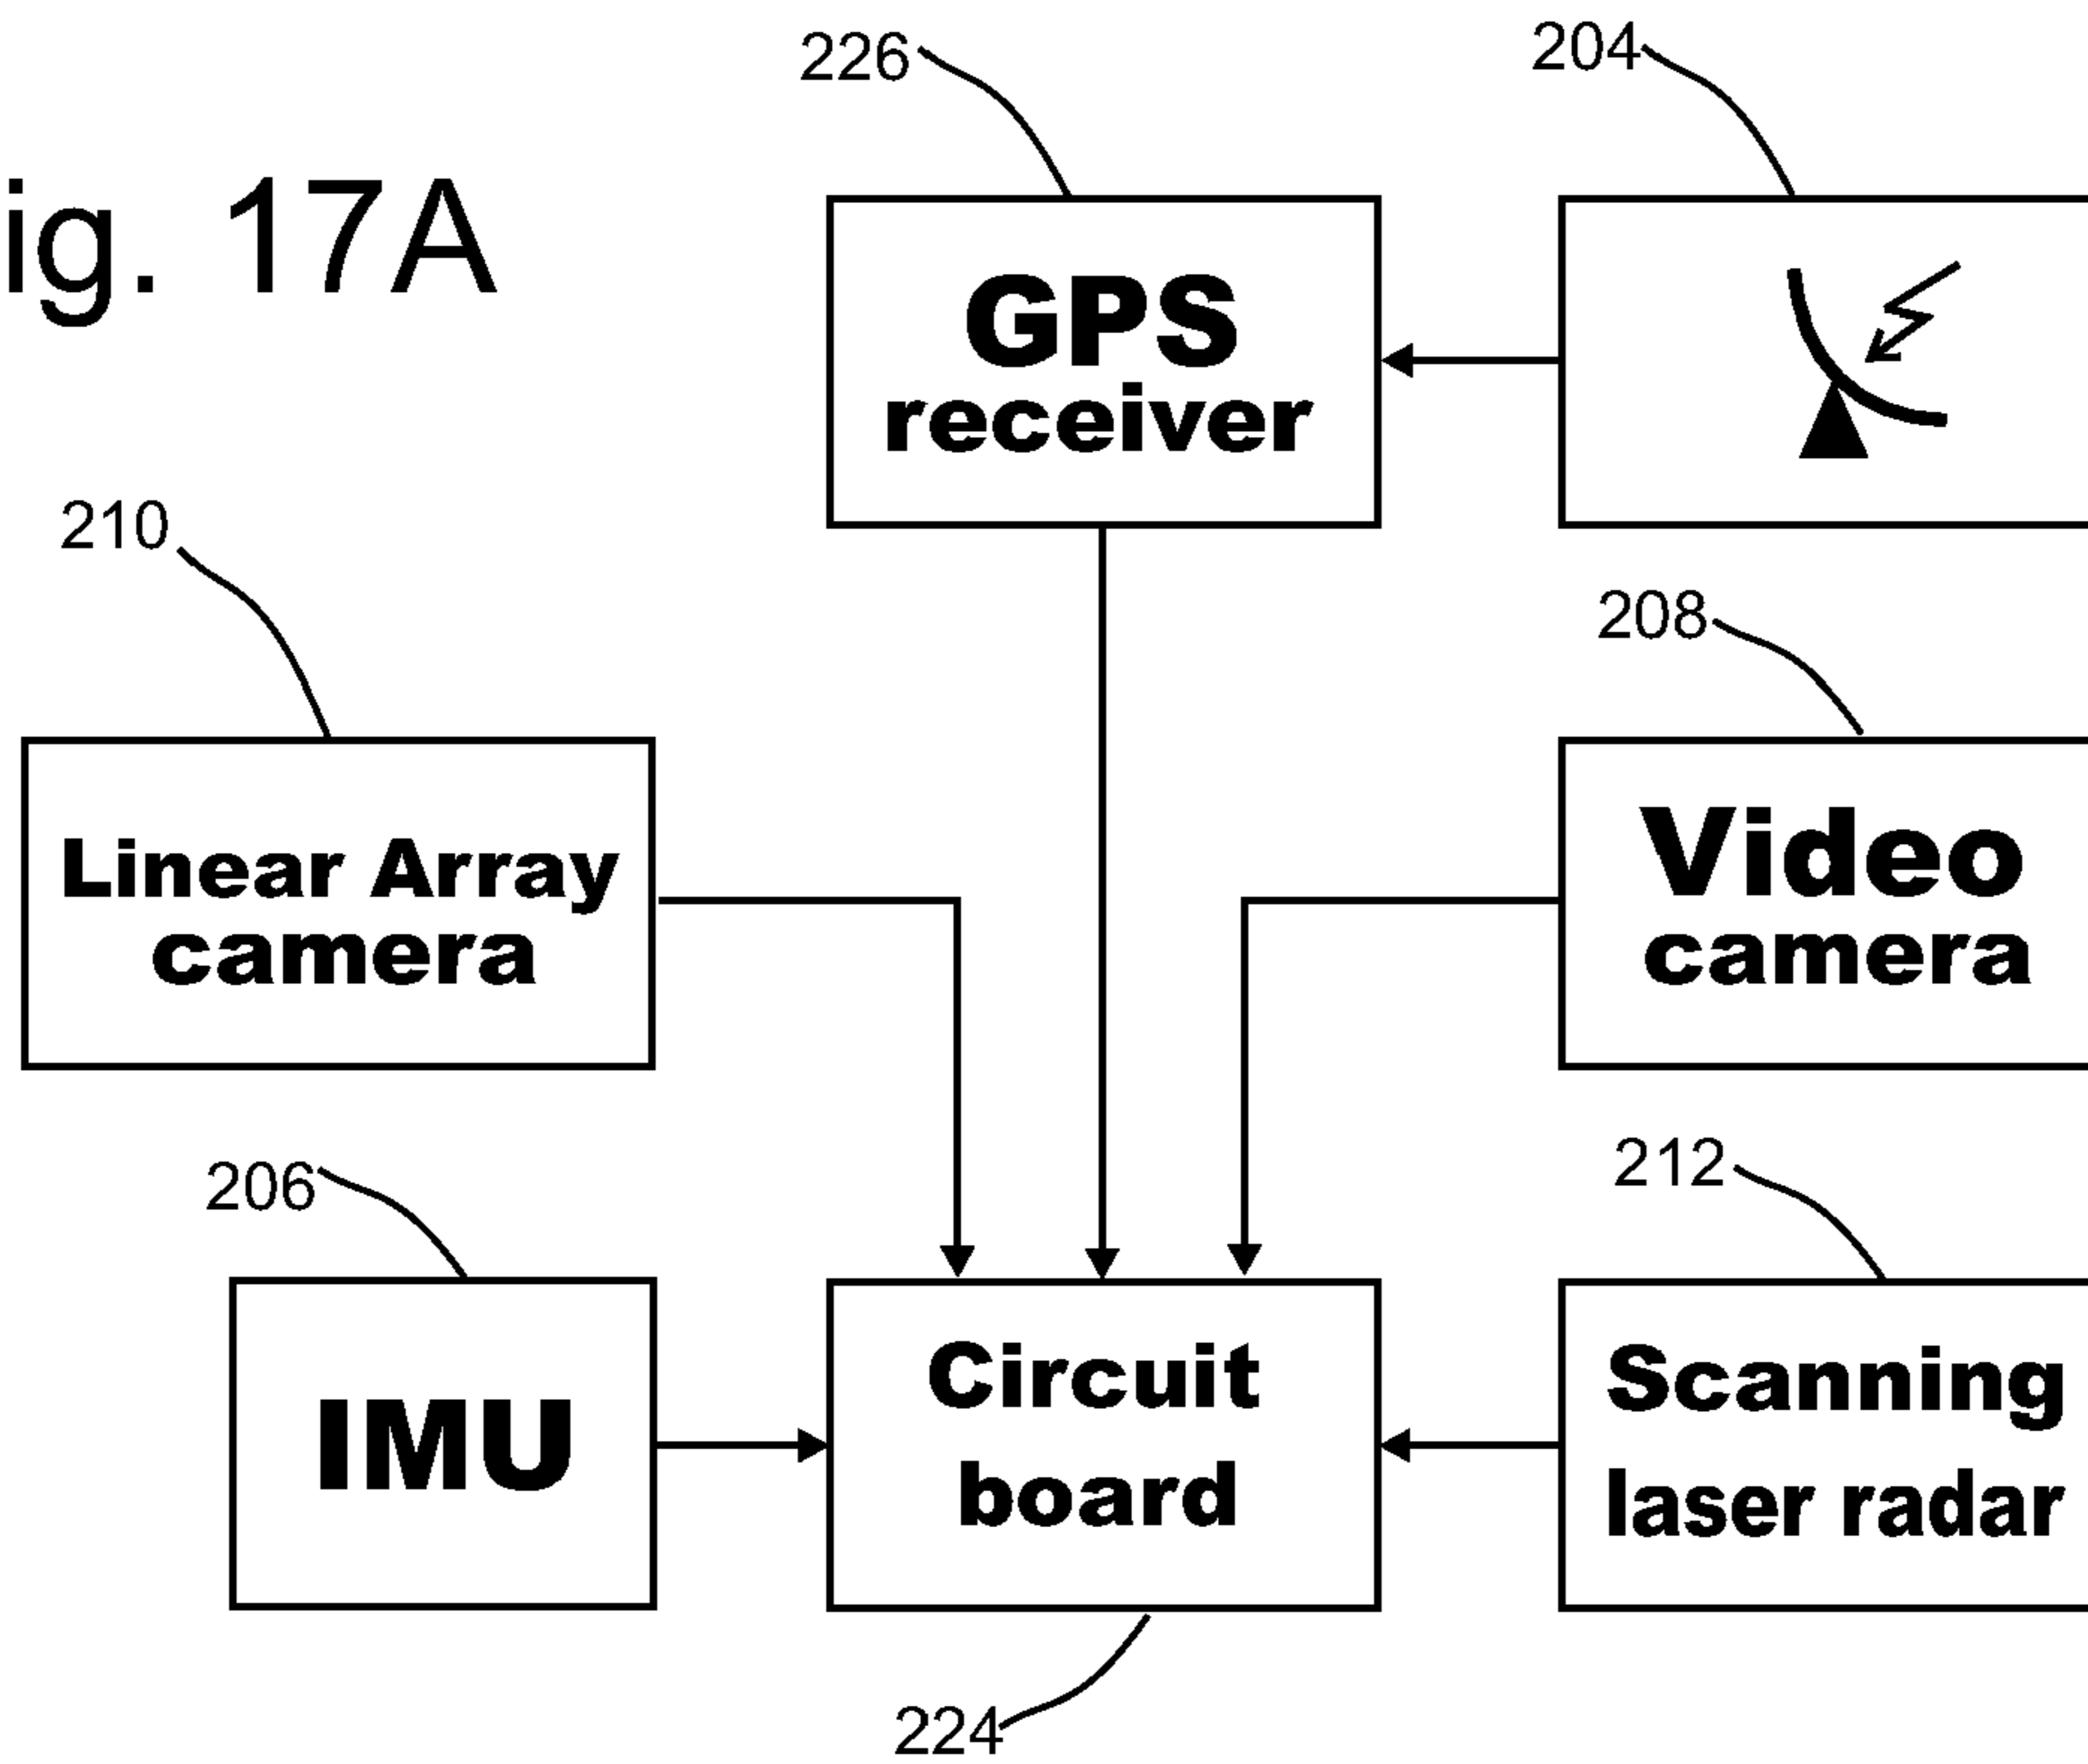 226
204
ig. 17A
GPS
receiver
210
208
Linear Array
camera
Video
camera
206
212
IMU
Circuit
board
Scanning
laser radar
224